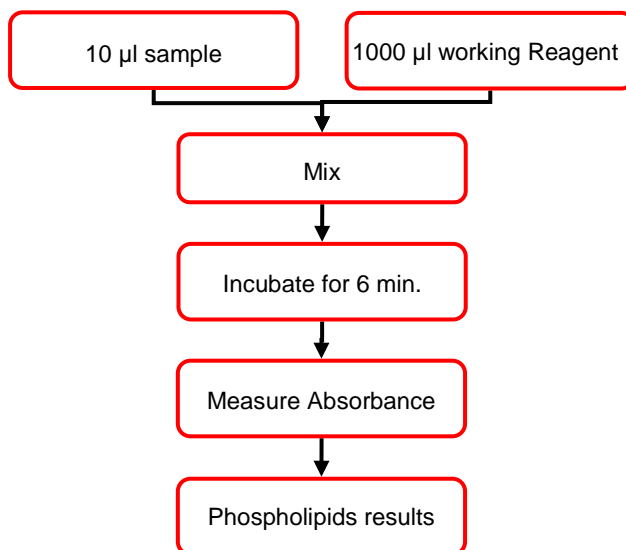 10 µl sample
1000 µl working Reagent
Mix
Incubate for 6 min.
Measure Absorbance
Phospholipids results